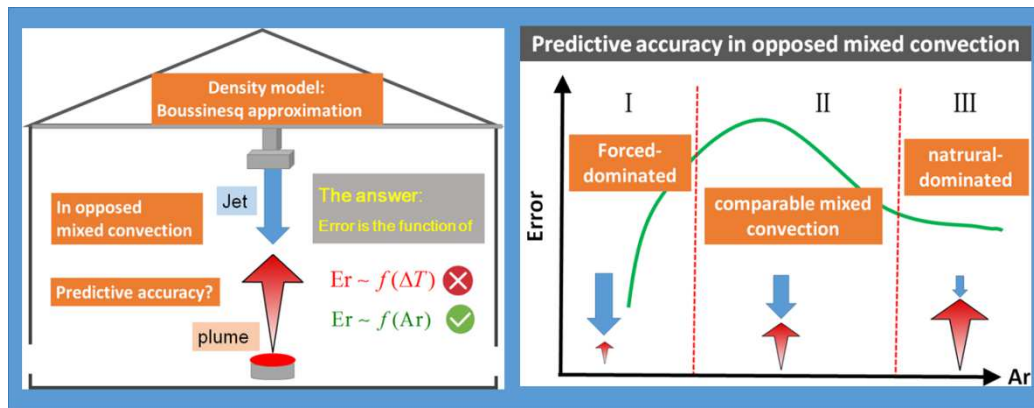 Density model:
Boussinesq approximation
Jet
In opposed
mixed convection
The answer:
Error is the function of
Predictive accuracy?
Er ~ f(ΔT)
Er ~ f(Ar)
plume
Predictive accuracy in opposed mixed convection
Error
I
II
III
Forced-
dominated
comparable mixed
convection
natrural-
dominated
Ar